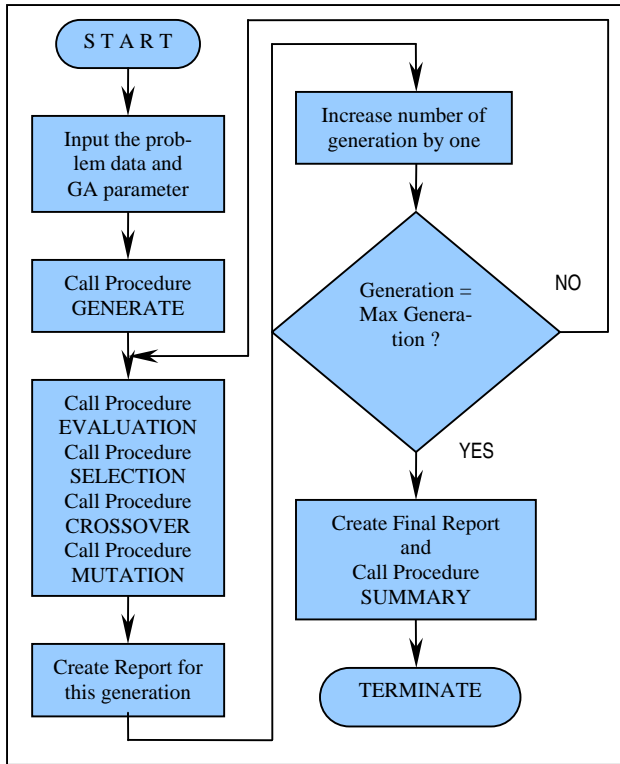 S T A R T
Input the prob-
lem data and
GA parameter
Call Procedure
GENERATE
Call Procedure
EVALUATION
Call Procedure
SELECTION
Call Procedure
CROSSOVER
Call Procedure
MUTATION
Create Report for
this generation
Increase number of
generation by one
Generation =
Max Genera-
tion ?
NO
YES
Create Final Report
and
Call Procedure
SUMMARY
TERMINATE